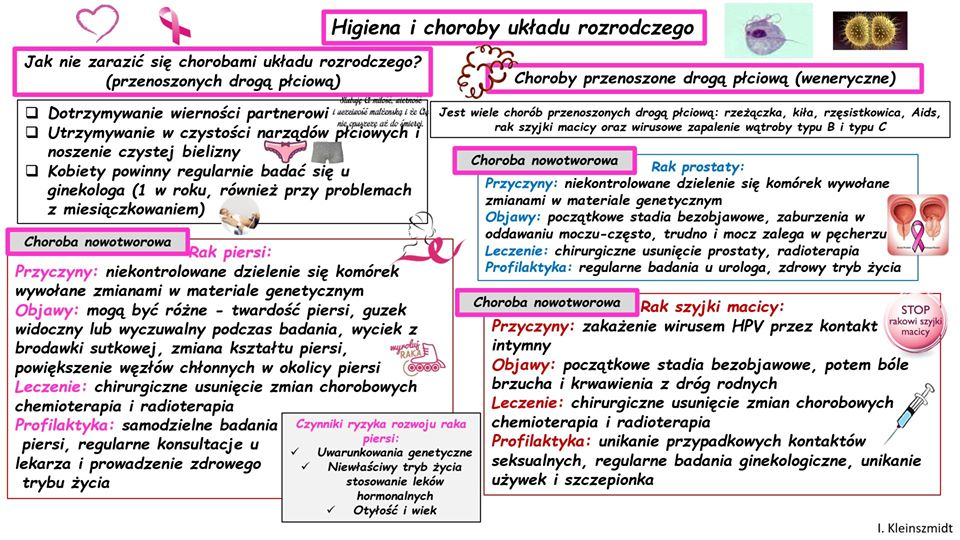 Higiena i choroby układu rozrodczego
Jak nie zarazić się chorobami układu rozrodczego?
(przenoszonych drogą płciową)
❑ Dotrzymywanie wierności partnerowi
Ślubuję Ci miłość, wierność
i uczciwość małżeńską i że Cię
nie opuszczę aż do śmierci.
❑ Utrzymywanie w czystości narządów płciowych i
noszenie czystej bielizny
❑ Kobiety powinny regularnie badać się u
ginekologa (1 w roku, również przy problemach
z miesiączkowaniem)
Choroba nowotworowa
Rak piersi:
Przyczyny: niekontrolowane dzielenie się komórek
wywołane zmianami w materiale genetycznym
Objawy: mogą być różne - twardość piersi, guzek
widoczny lub wyczuwalny podczas badania, wyciek z
brodawki sutkowej, zmiana kształtu piersi,
powiększenie węzłów chłonnych w okolicy piersi
Leczenie: chirurgiczne usunięcie zmian chorobowych
chemioterapia i radioterapia
Profilaktyka: samodzielne badania
piersi, regularne konsultacje u
lekarza i prowadzenie zdrowego
trybu życia
wyroluj
RAKA
Czynniki ryzyka rozwoju raka
piersi:
✓ Uwarunkowania genetyczne
✓ Niewłaściwy tryb życia
stosowanie leków
hormonalnych
✓ Otyłość i wiek
Choroby przenoszone drogą płciową (weneryczne)
Jest wiele chorób przenoszonych drogą płciową: rzeżączka, kiła, rzęsistkowica, Aids,
rak szyjki macicy oraz wirusowe zapalenie wątroby typu B i typu C
Choroba nowotworowa
Rak prostaty:
Przyczyny: niekontrolowane dzielenie się komórek wywołane
zmianami w materiale genetycznym
Objawy: początkowe stadia bezobjawowe, zaburzenia w
oddawaniu moczu-często, trudno i mocz zalega w pęcherzu
Leczenie: chirurgiczne usunięcie prostaty, radioterapia
Profilaktyka: regularne badania u urologa, zdrowy tryb życia
Choroba nowotworowa
Rak szyjki macicy:
Przyczyny: zakażenie wirusem HPV przez kontakt
intymny
Objawy: początkowe stadia bezobjawowe, potem bóle
brzucha i krwawienia z dróg rodnych
Leczenie: chirurgiczne usunięcie zmian chorobowych
chemioterapia i radioterapia
Profilaktyka: unikanie przypadkowych kontaktów
seksualnych, regularne badania ginekologiczne, unikanie
używek i szczepionka
STOP
rakowi szyjki
macicy
I. Kleinszmidt